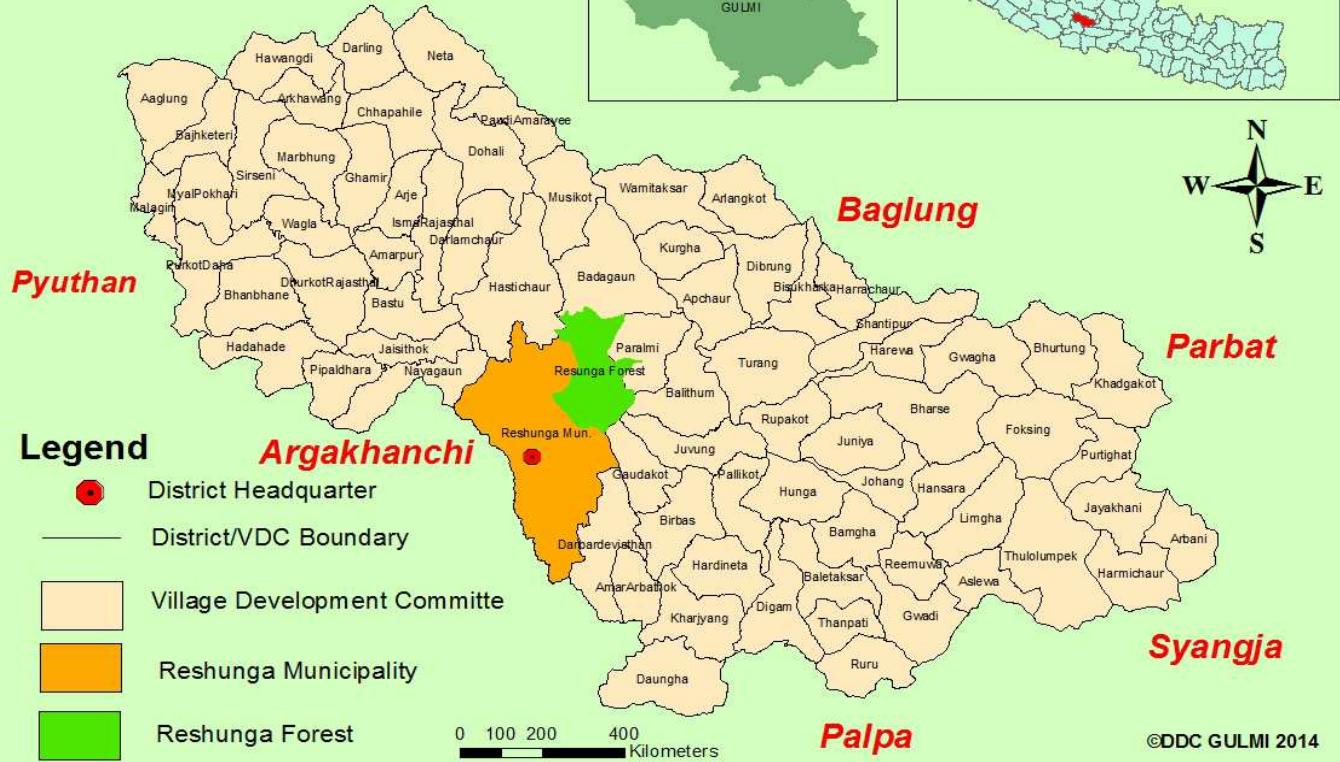 GULMI
N
W E
S
Darling
Hawangdi
Neta
Aaglung
Arkhawang
Chhapahile
PaudiAmarayee
Bajhketeri
Dohali
Marbhung
Sirseni
Ghamir
MyalPokhari
Arje
Musikot
Wamitaksar
Arlangkot
Malagiri
Wagla
IsmaRajasthal
Darlamchaur
Baglung
Kurgha
Amarpur
PurkotDaha
Dibrung
Pyuthan
DhurkotRajasthal
Badagaun
Bhanbhane
Hastichaur
Bisukharka
Harrachaur
Bastu
Apchaur
Shantipur
Hadahade
Jaisithok
Paralmi
Harewa
Bhurtung
Parbat
Gwagha
Pipaldhara
Nayagaun
Resunga Forest
Turang
Khadgakot
Balithum
Bharse
Rupakot
Foksing
Reshunga Mun.
Juniya
Juvung
Purtighat
Argakhanchi
Gaudakot
Pallikot
Johang
Hansara
Hunga
Jayakhani
Limgha
Birbas
Bamgha
Arbani
Darbardevisthan
Thulolumpek
Hardineta
Reemuwa
Harmichaur
Baletaksar
Aslewa
AmarArbathok
Digam
Kharjyang
Thanpati
Gwadi
Syangja
Ruru
Daungha
Palpa
Legend
District Headquarter
District/VDC Boundary
Village Development Committe
Reshunga Municipality
Reshunga Forest
0 100 200 400
Kilometers
©DDC GULMI 2014